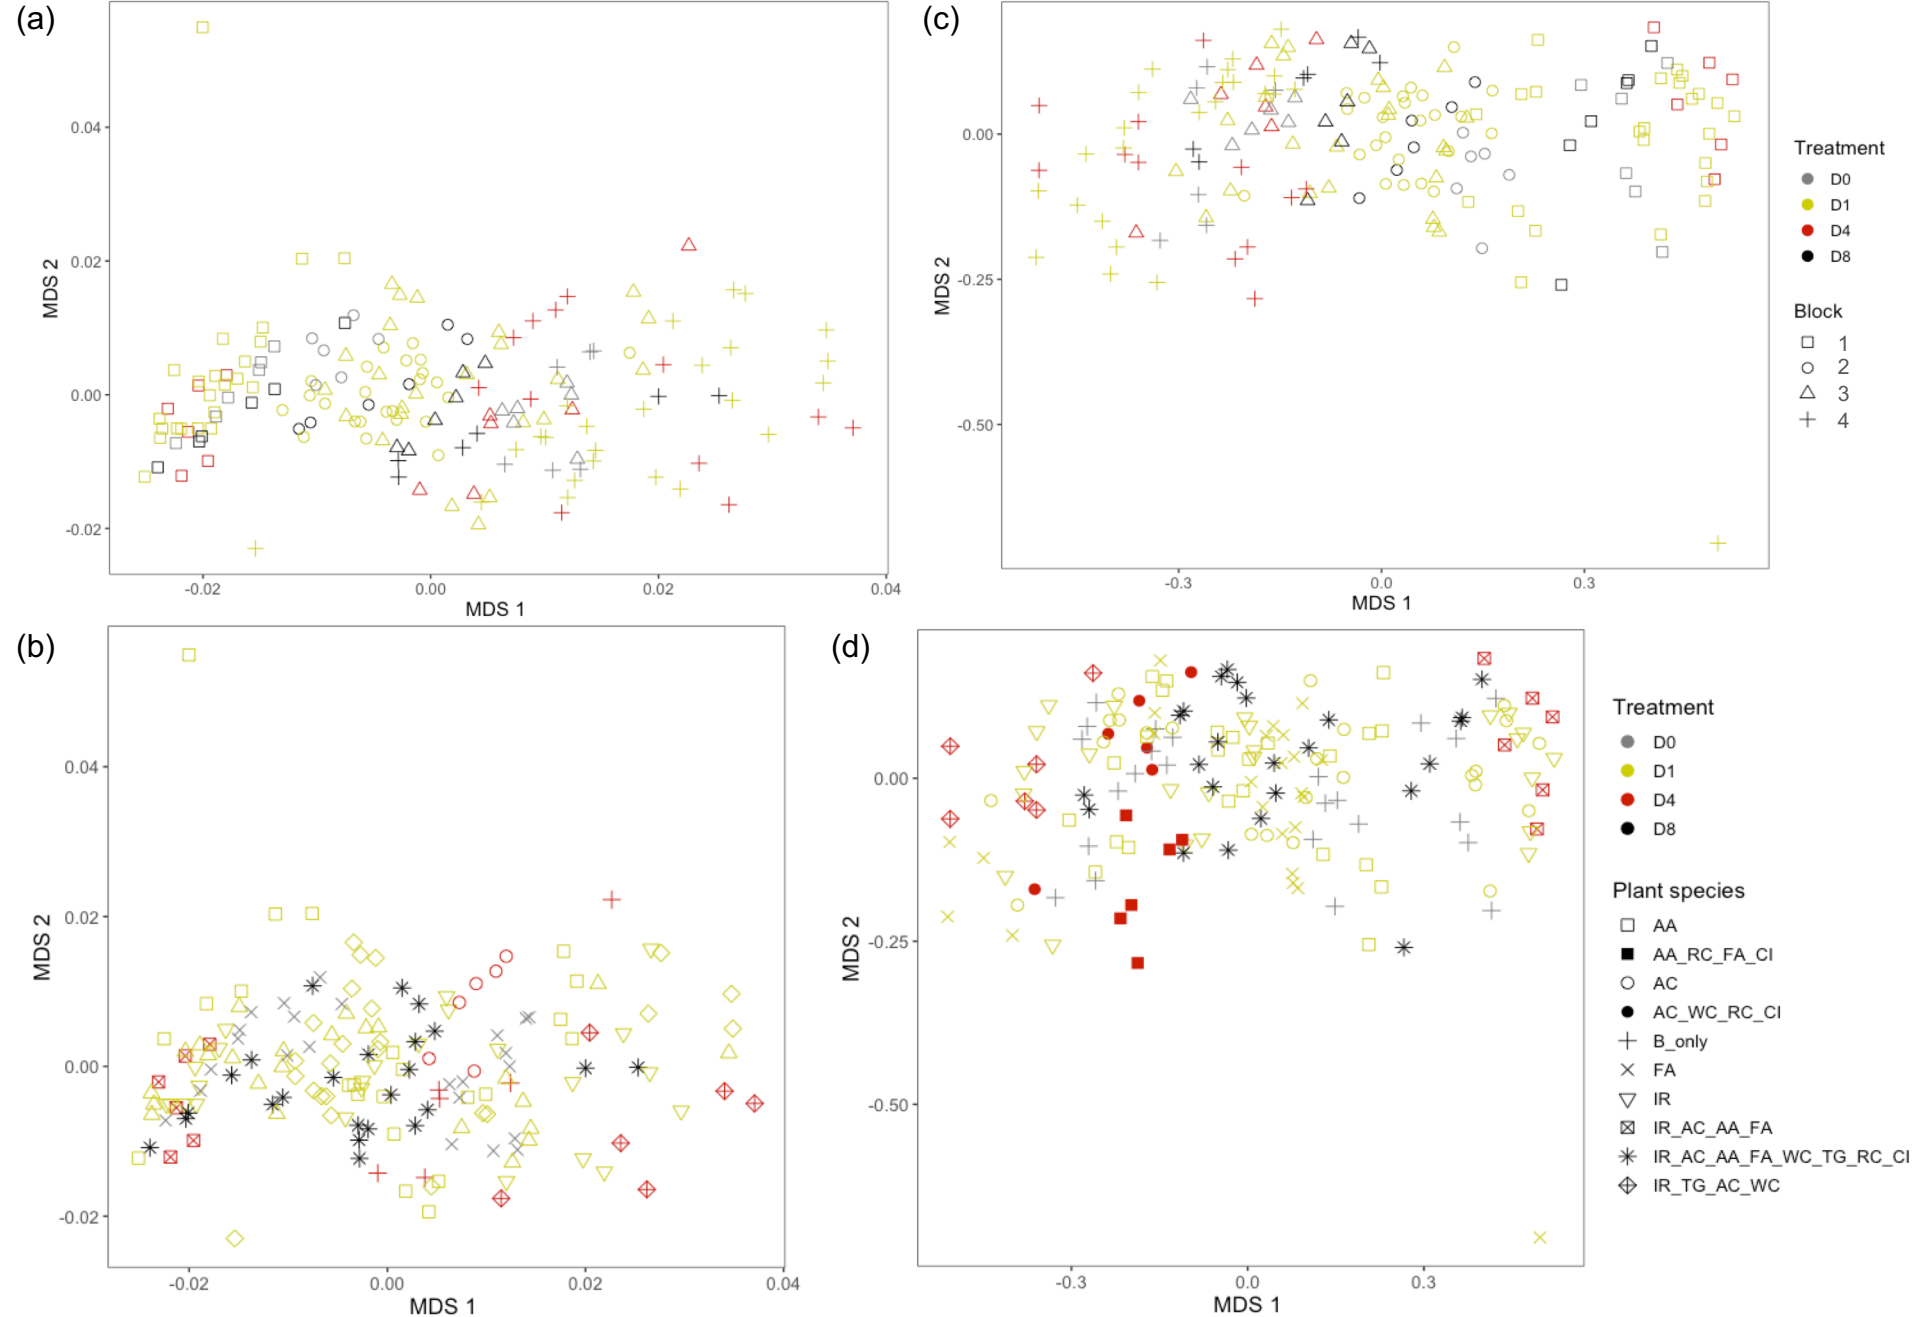 (a)
0.04
0.02
0.00
-0.02
MDS 2
-0.02
0.00
0.02
0.04
MDS 1
(c)
0.00
-0.25
-0.50
MDS 2
-0.3
0.0
0.3
MDS 1
Treatment
D0
D1
D4
D8
Block
1
2
3
4
(b)
0.04
0.02
0.00
-0.02
MDS 2
-0.02
0.00
0.02
0.04
MDS 1
(d)
0.00
-0.25
-0.50
MDS 2
-0.3
0.0
0.3
MDS 1
Treatment
D0
D1
D4
D8
Plant species
AA
AA_RC_FA_CI
AC
AC_WC_RC_CI
B_only
FA
IR
IR_AC_AA_FA
IR_AC_AA_FA_WC_TG_RC_CI
IR_TG_AC_WC